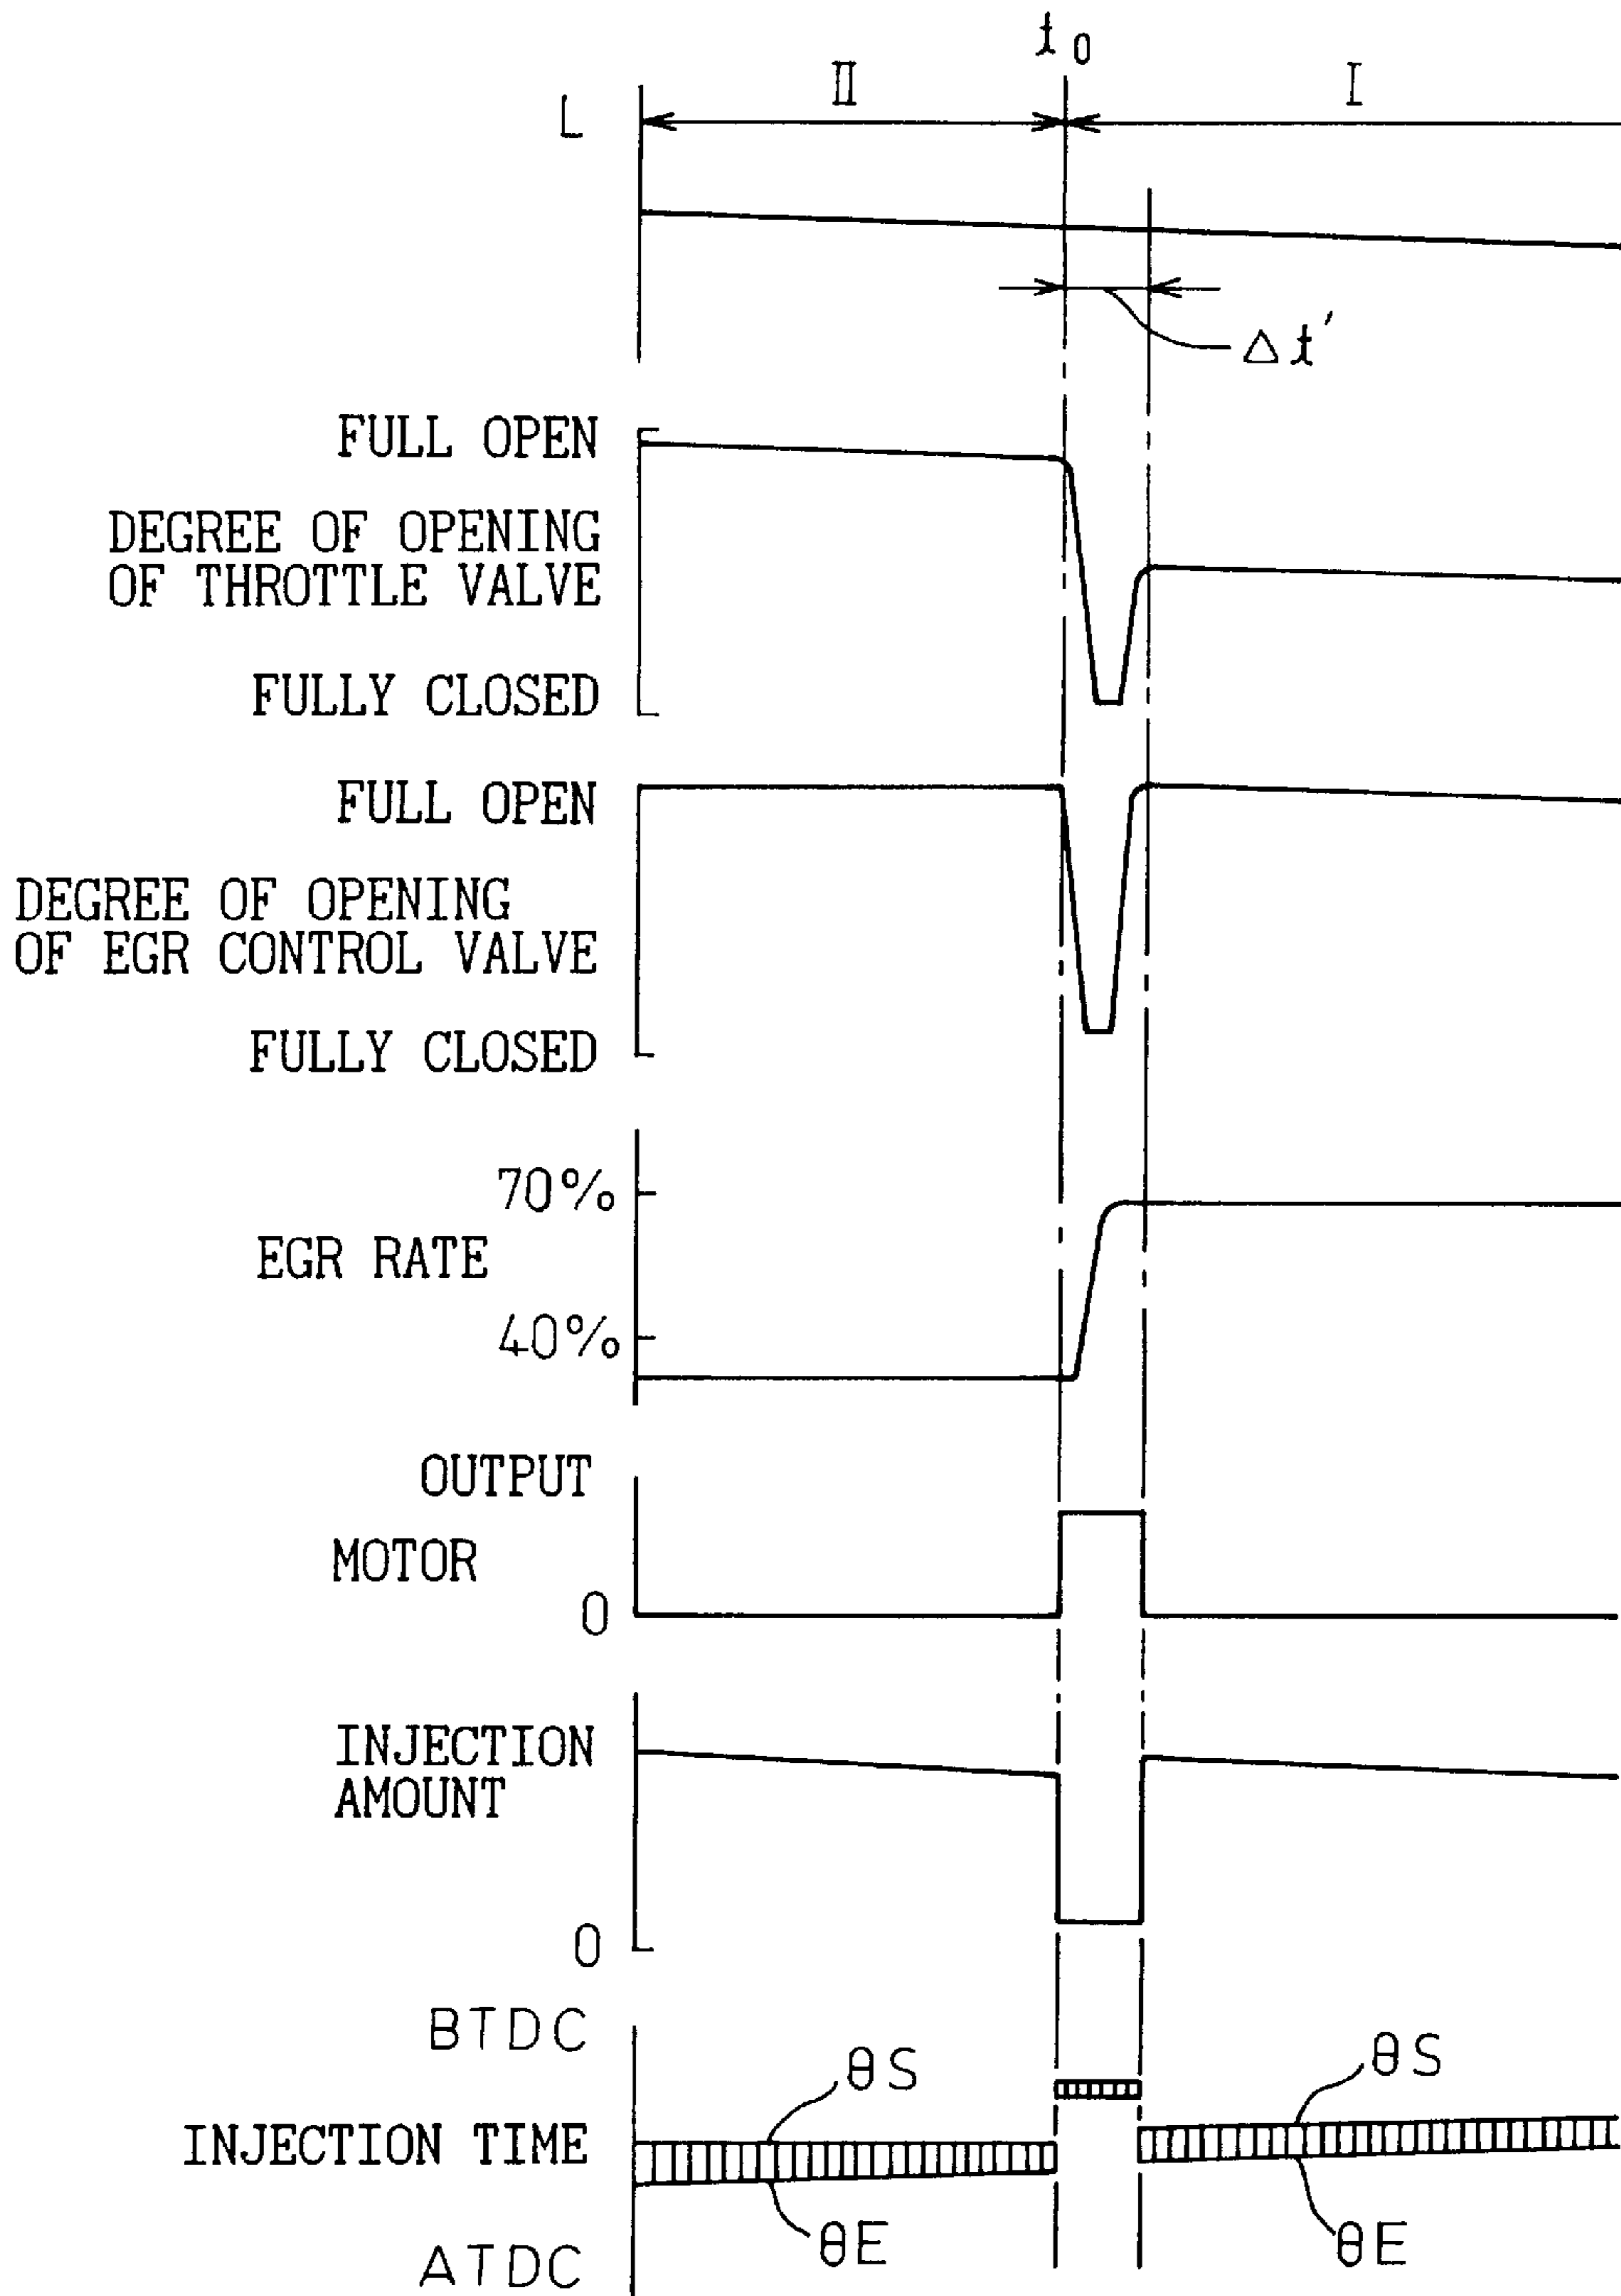 t₀
L
II
I
Δt'
FULL OPEN
DEGREE OF OPENING
OF THROTTLE VALVE
FULLY CLOSED
FULL OPEN
DEGREE OF OPENING
OF EGR CONTROL VALVE
FULLY CLOSED
70%
EGR RATE
40%
OUTPUT
MOTOR
0
INJECTION
AMOUNT
0
BTDC
θS
θS
INJECTION TIME
θE
θE
ATDC